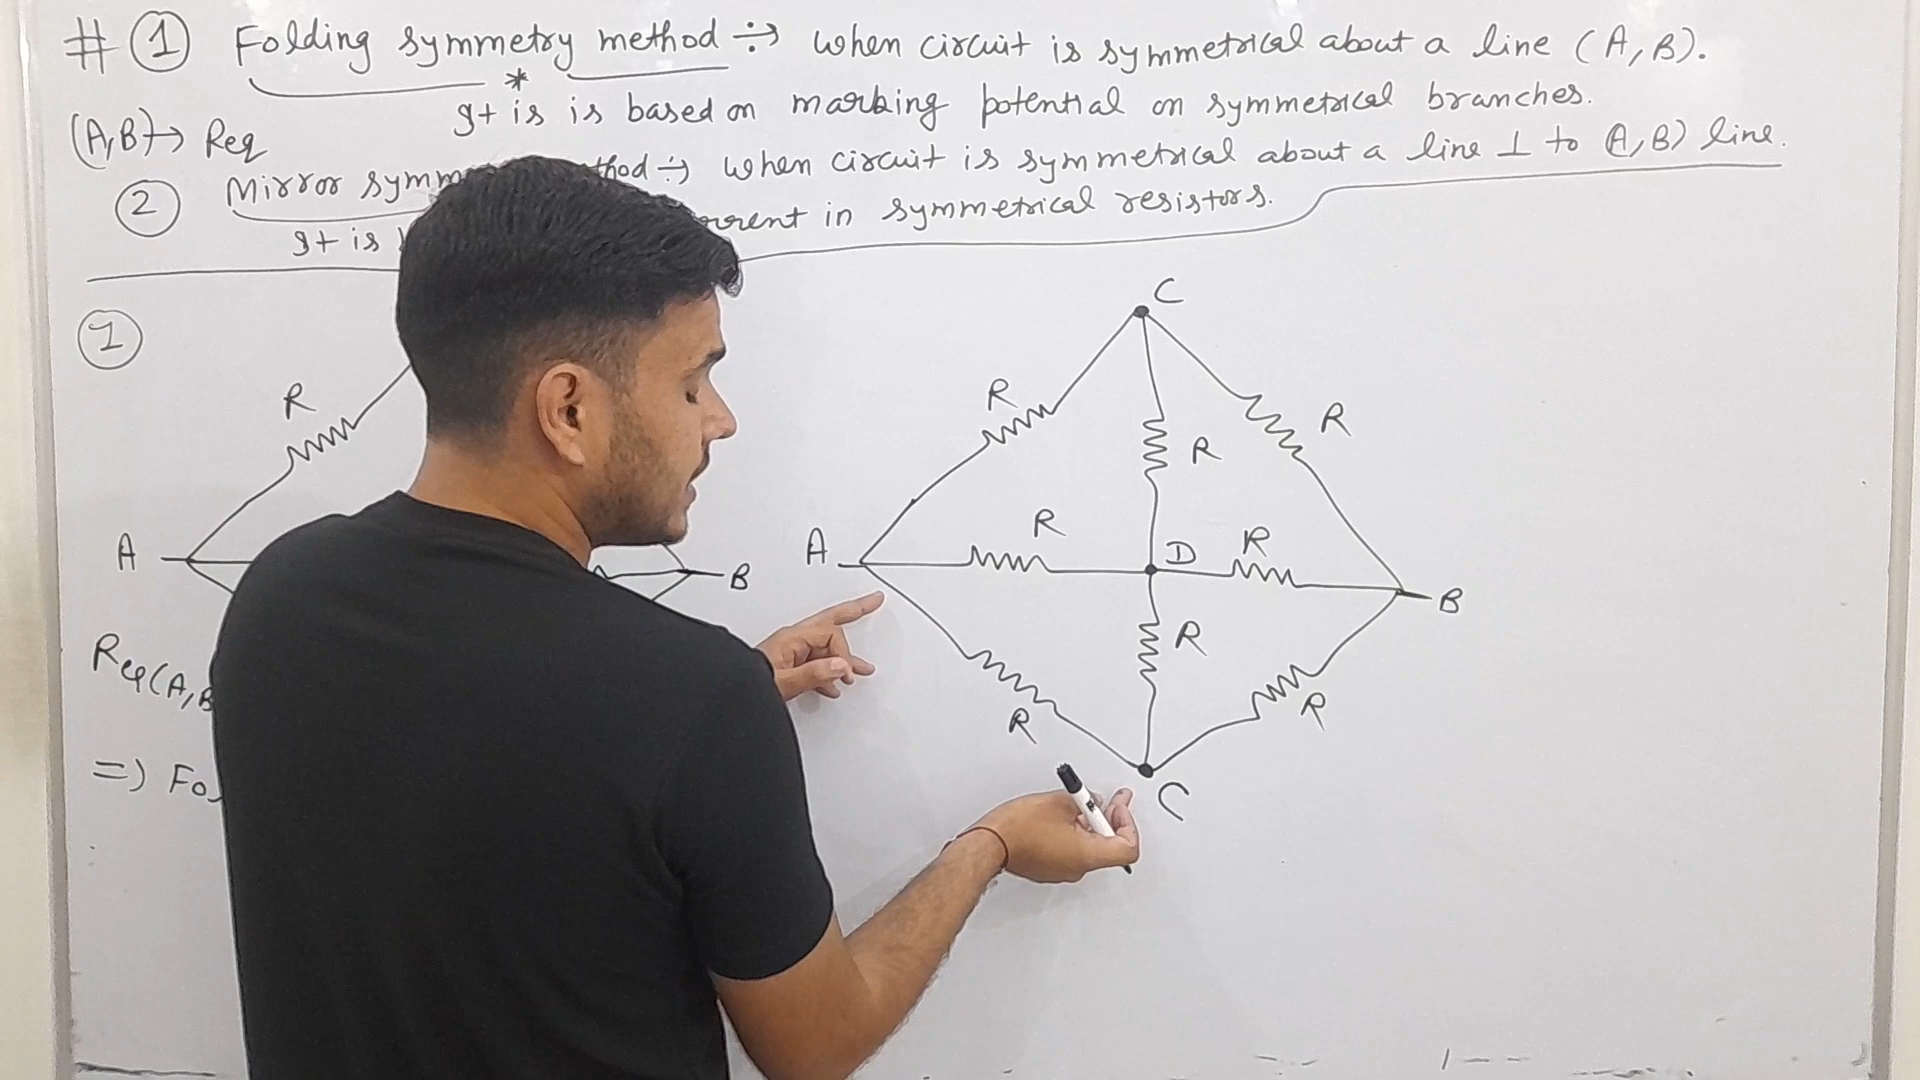 # ① Folding symmetry method ÷→ when circuit is symmetrical about a line (A,B).
* gt is is based on marking potential on symmetrical branches.
(A,B)→ Req
② Mirror symm thod ÷→ when circuit is symmetrical about a line ⊥ to (A,B) line.
gt is rrent in symmetrical resistors.
①
R
A
B
Req(A,B
=) Fo
C
R
R
R
A
R
D
R
B
R
R
R
C